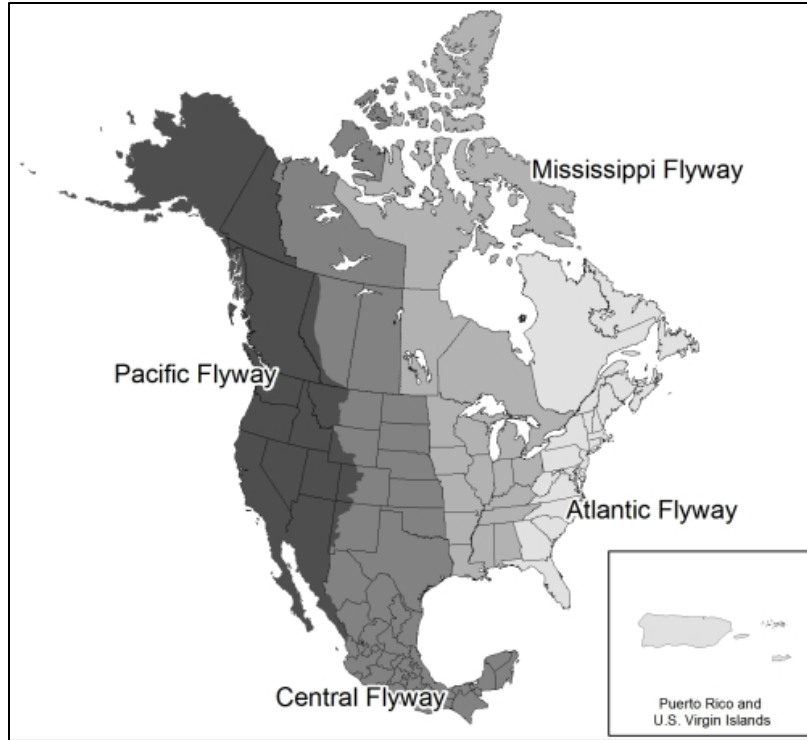 Mississippi Flyway
Pacific Flyway
Atlantic Flyway
Central Flyway
Puerto Rico and
U.S. Virgin Islands